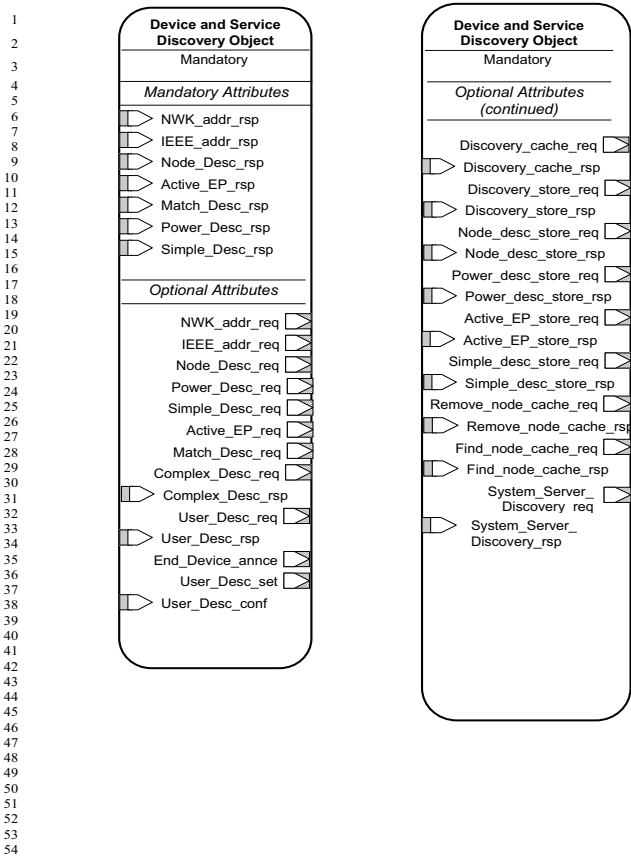 1
2
3
4
5
6
7
8
9
10
11
12
13
14
15
16
17
18
19
20
21
22
23
24
25
26
27
28
29
30
31
32
33
34
35
36
37
38
39
40
41
42
43
44
45
46
47
48
49
50
51
52
53
54
Device and Service
Discovery Object
Mandatory
Mandatory Attributes
NWK_addr_rsp
IEEE_addr_rsp
Node_Desc_rsp
Active_EP_rsp
Match_Desc_rsp
Power_Desc_rsp
Simple_Desc_rsp
Optional Attributes
NWK_addr_req
IEEE_addr_req
Node_Desc_req
Power_Desc_req
Simple_Desc_req
Active_EP_req
Match_Desc_req
Complex_Desc_req
Complex_Desc_rsp
User_Desc_req
User_Desc_rsp
End_Device_annce
User_Desc_set
User_Desc_conf
Device and Service
Discovery Object
Mandatory
Optional Attributes
(continued)
Discovery_cache_req
Discovery_cache_rsp
Discovery_store_req
Discovery_store_rsp
Node_desc_store_req
Node_desc_store_rsp
Power_desc_store_req
Power_desc_store_rsp
Active_EP_store_req
Active_EP_store_rsp
Simple_desc_store_req
Simple_desc_store_rsp
Remove_node_cache_req
Remove_node_cache_rsp
Find_node_cache_req
Find_node_cache_rsp
System_Server_
Discovery_req
System_Server_
Discovery_rsp